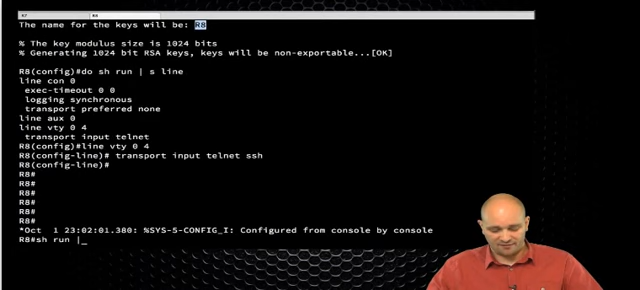 R7 R8
The name for the keys will be: R8
% The key modulus size is 1024 bits
% Generating 1024 bit RSA keys, keys will be non-exportable...[OK]
R8(config)#do sh run | s line
line con 0
exec-timeout 0 0
logging synchronous
transport preferred none
line aux 0
line vty 0 4
transport input telnet
R8(config)#line vty 0 4
R8(config-line)# transport input telnet ssh
R8(config-line)#
R8#
R8#
R8#
R8#
R8#
R8#
*Oct 1 23:02:01.380: %SYS-5-CONFIG_I: Configured from console by console
R8#sh run |_